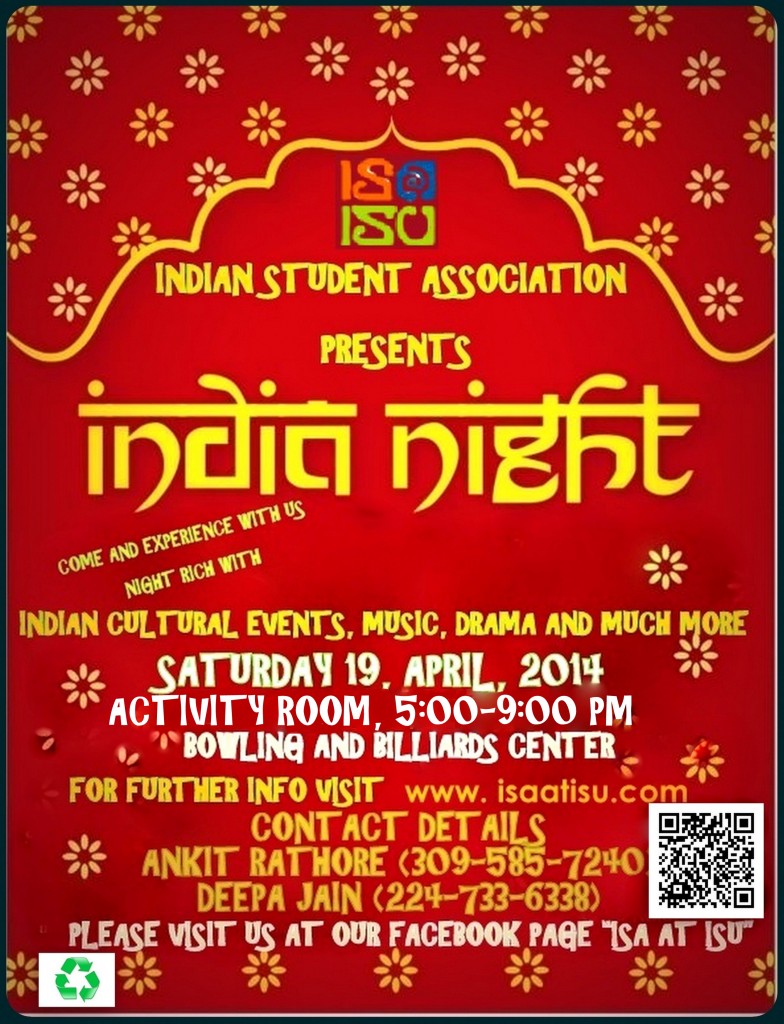 IS@
ISU
INDIAN STUDENT ASSOCIATION
PRESENTS
india night
COME AND EXPERIENCE WITH US
NIGHT RICH WITH
INDIAN CULTURAL EVENTS, MUSIC, DRAMA AND MUCH MORE
SATURDAY 19, APRIL, 2014
ACTIVITY ROOM, 5:00-9:00 PM
BOWLING AND BILLIARDS CENTER
FOR FURTHER INFO VISIT www. isaatisu.com
CONTACT DETAILS
ANKIT RATHORE (309-585-7240)
DEEPA JAIN (224-733-6338)
PLEASE VISIT US AT OUR FACEBOOK PAGE "ISA AT ISU"